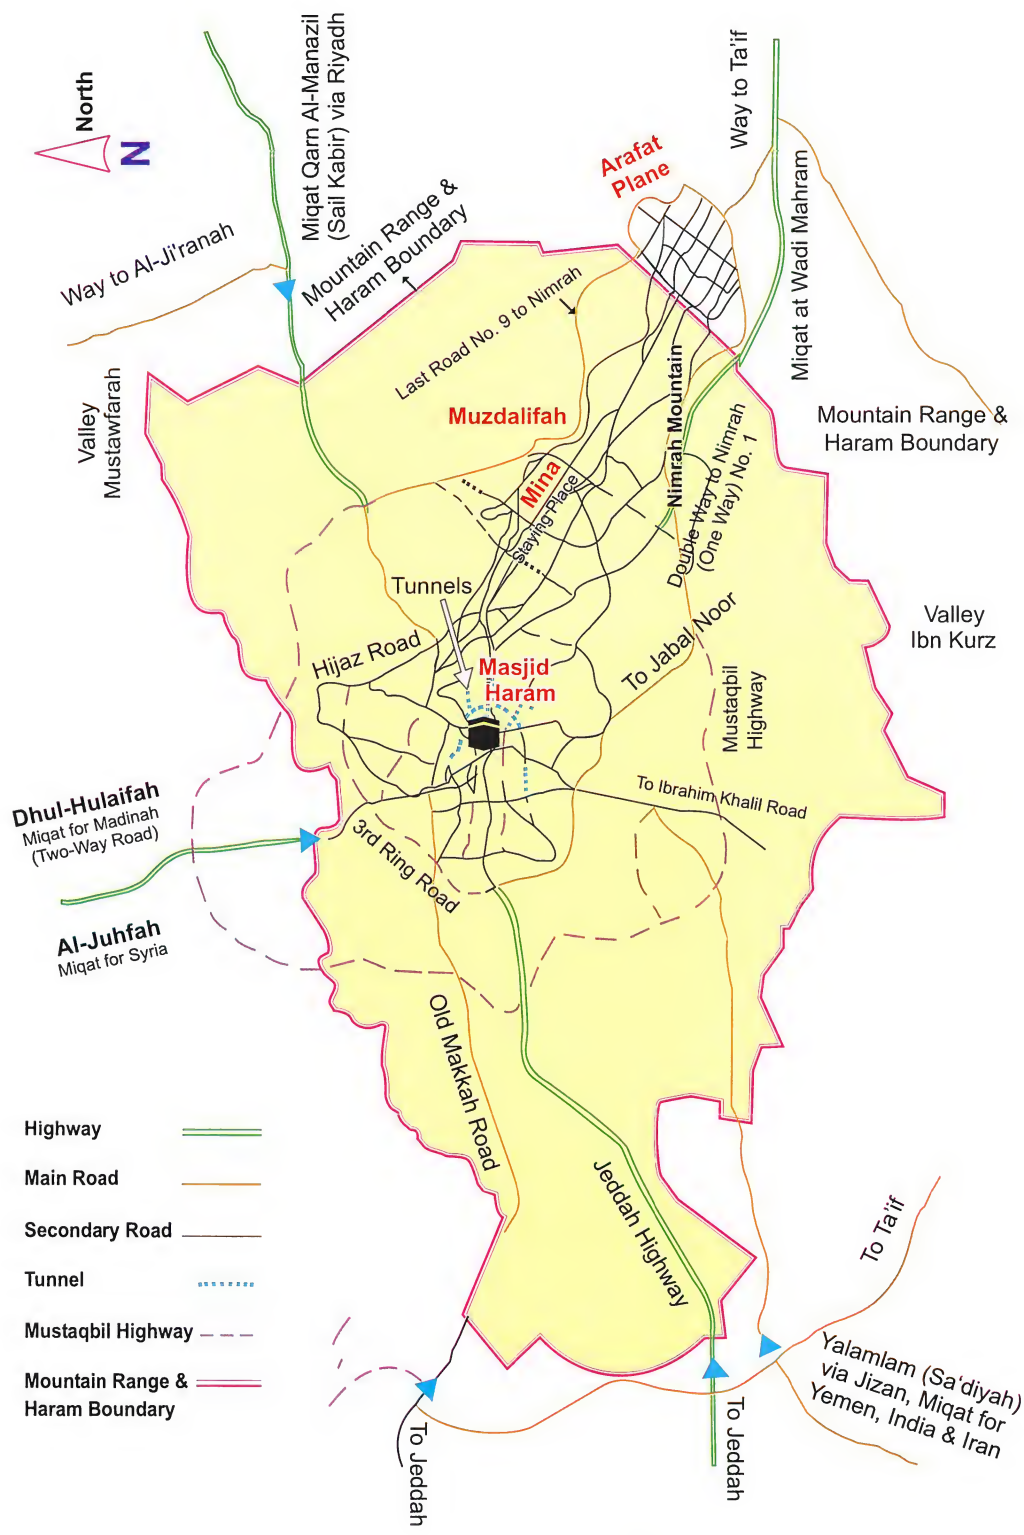 North
N
Miqat Qarn Al-Manazil
(Sail Kabir) via Riyadh
Way to Ta'if
Arafat
Plane
Way to Al-Ji'ranah
Mountain Range &
Haram Boundary
Miqat at Wadi Mahram
Last Road No. 9 to Nimrah
Valley
Mustawfarah
Muzdalifah
Nimrah Mountain
Mountain Range &
Haram Boundary
Mina
Staying Place
Double Way to Nimrah
(One Way) No. 1
Tunnels
Valley
Ibn Kurz
Hijaz Road
To Jabal Noor
Masjid
Haram
Mustaqbil
Highway
To Ibrahim Khalil Road
Dhul-Hulaifah
Miqat for Madinah
(Two-Way Road)
3rd Ring Road
Al-Juhfah
Miqat for Syria
Old Makkah Road
Jeddah Highway
Highway
Main Road
Secondary Road
Tunnel
Mustaqbil Highway
Mountain Range &
Haram Boundary
To Ta'if
Yalamlam (Sa'diyah)
via Jizan, Miqat for
Yemen, India & Iran
To Jeddah
To Jeddah